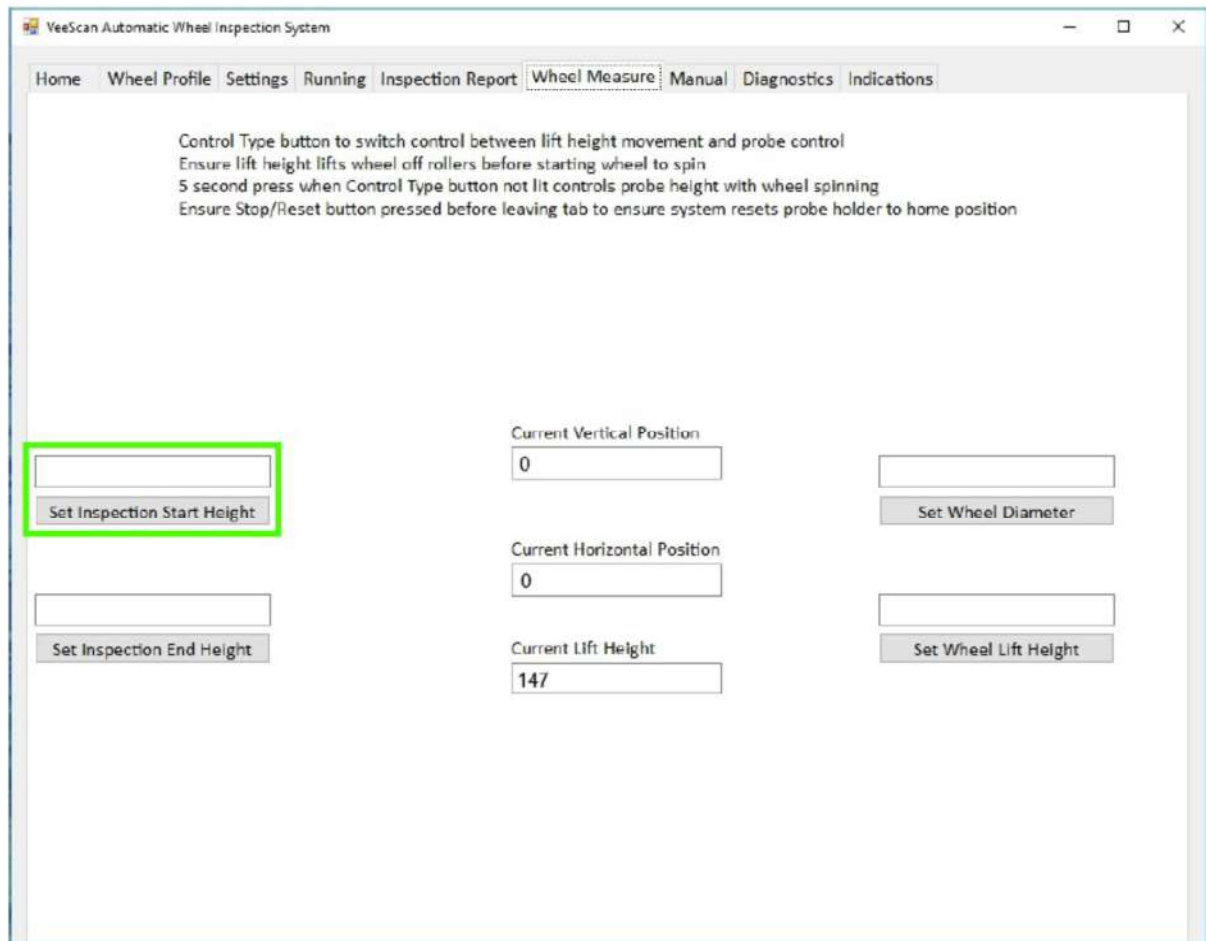 VeeScan Automatic Wheel Inspection System
Home Wheel Profile Settings Running Inspection Report Wheel Measure Manual Diagnostics Indications
Control Type button to switch control between lift height movement and probe control
Ensure lift height lifts wheel off rollers before starting wheel to spin
5 second press when Control Type button not lit controls probe height with wheel spinning
Ensure Stop/Reset button pressed before leaving tab to ensure system resets probe holder to home position
Current Vertical Position
0
Set Inspection Start Height
Set Wheel Diameter
Current Horizontal Position
0
Set Inspection End Height
Current Lift Height
Set Wheel Lift Height
147